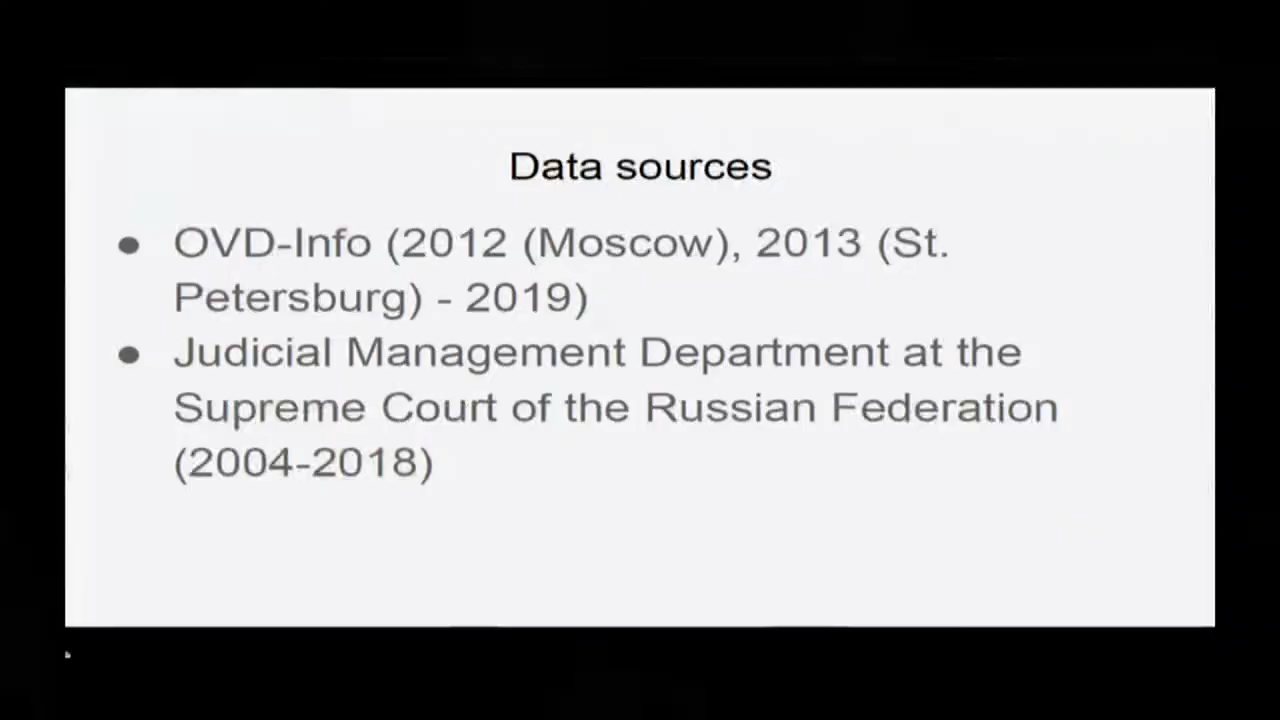 Data sources
● OVD-Info (2012 (Moscow), 2013 (St.
Petersburg) - 2019)
● Judicial Management Department at the
Supreme Court of the Russian Federation
(2004-2018)